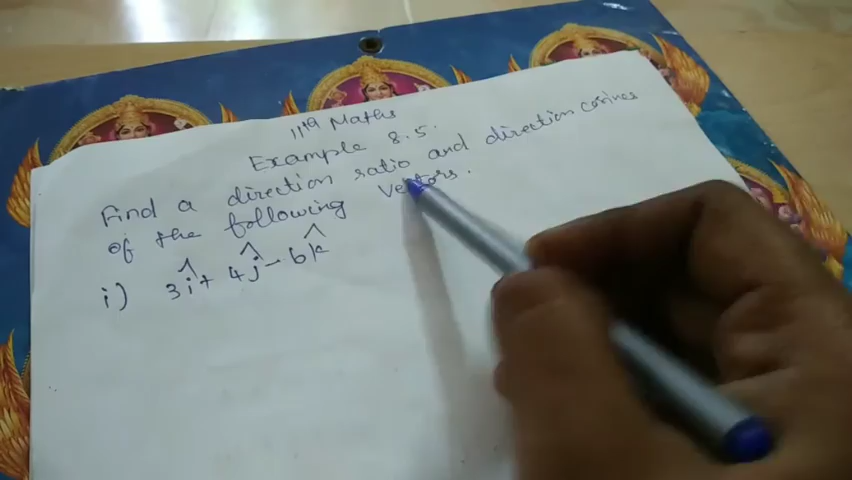 11th Maths
Example 8.5.
Find a direction ratio and direction cosines
of the following vectors.
i) 3î + 4ĵ - 6k̂